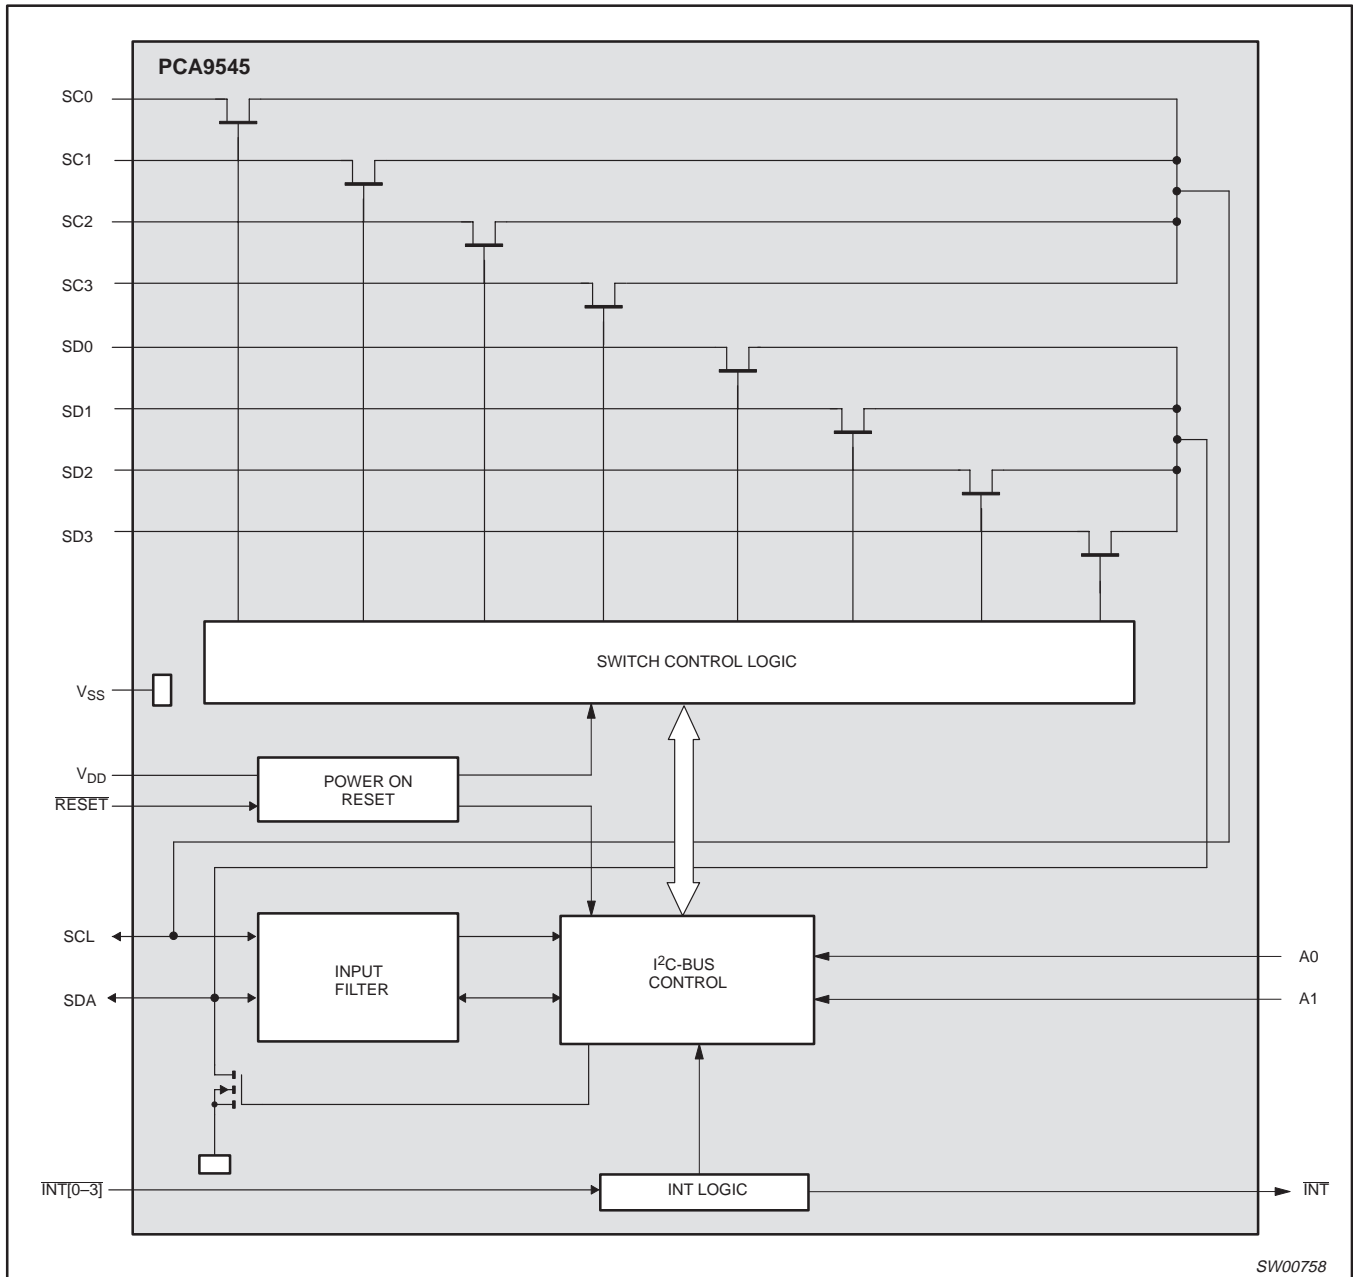 PCA9545
SC0
SC1
SC2
SC3
SD0
SD1
SD2
SD3
SWITCH CONTROL LOGIC
VSS
VDD
POWER ON
RESET
RESET
SCL
INPUT
FILTER
I2C-BUS
CONTROL
A0
SDA
A1
INT[0–3]
INT LOGIC
INT
SW00758